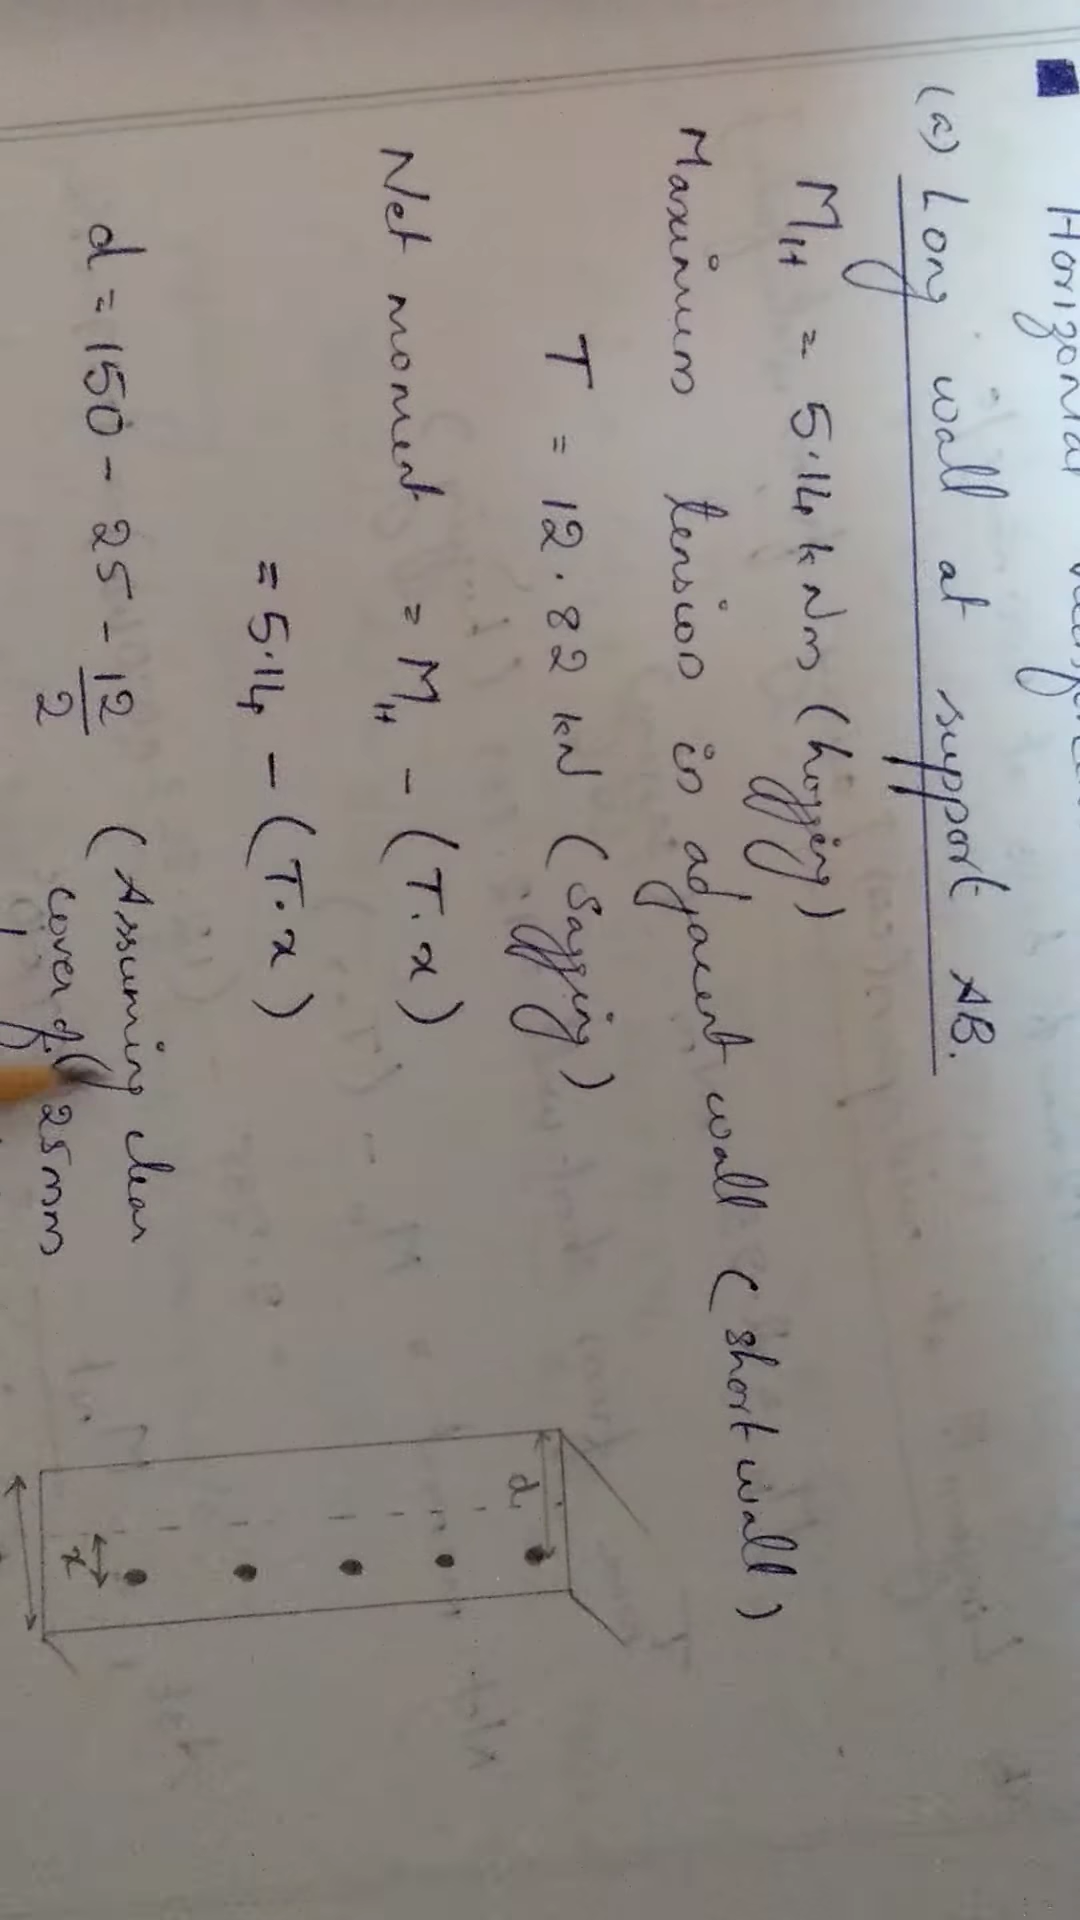 Horizontal
(a) Long wall at support AB.
M_H = 5.14 kNm (hogging)
Maximum tension in adjacent wall (short wall)
T = 12.82 kN (Sagging)
Net moment = M_H - (T.x)
= 5.14 - (T.x)
d = 150 - 25 - 12/2 (Assuming clear
cover of 25mm
d
x